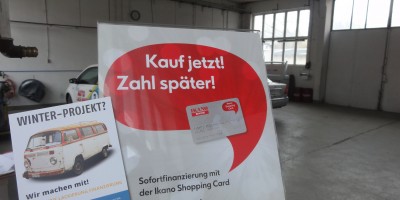 WINTER-PROJEKT?
Wir machen mit!
Kauf jetzt!
Zahl später!
Sofortfinanzierung mit
der Ikano Shopping Card